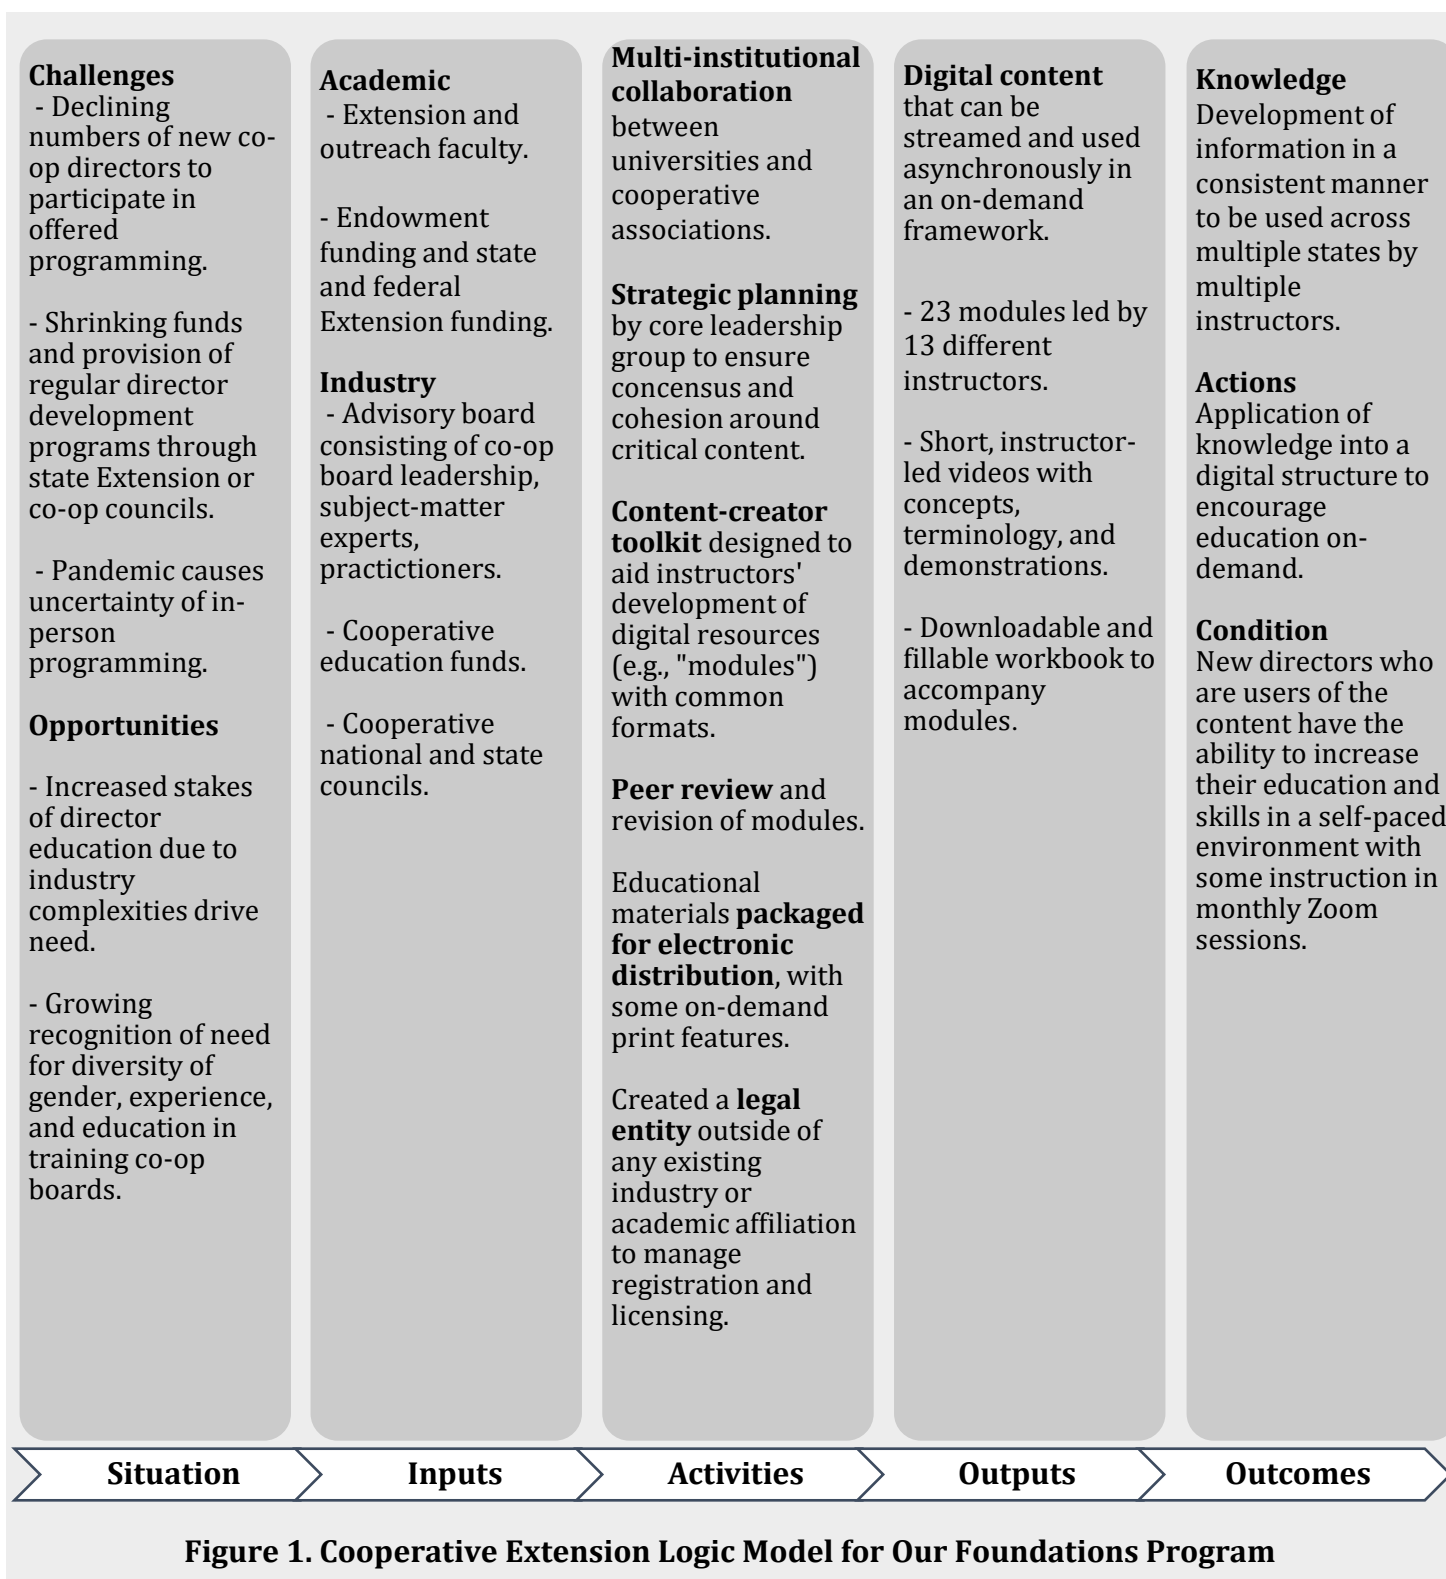 Challenges
- Declining
numbers of new co-
op directors to
participate in
offered
programming.
- Shrinking funds
and provision of
regular director
development
programs through
state Extension or
co-op councils.
- Pandemic causes
uncertainty of in-
person
programming.
Opportunities
- Increased stakes
of director
education due to
industry
complexities drive
need.
- Growing
recognition of need
for diversity of
gender, experience,
and education in
training co-op
boards.
Academic
- Extension and
outreach faculty.
- Endowment
funding and state
and federal
Extension funding.
Industry
- Advisory board
consisting of co-op
board leadership,
subject-matter
experts,
practictioners.
- Cooperative
education funds.
- Cooperative
national and state
councils.
Multi-institutional
collaboration
between
universities and
cooperative
associations.
Strategic planning
by core leadership
group to ensure
concensus and
cohesion around
critical content.
Content-creator
toolkit designed to
aid instructors'
development of
digital resources
(e.g., "modules")
with common
formats.
Peer review and
revision of modules.
Educational
materials packaged
for electronic
distribution, with
some on-demand
print features.
Created a legal
entity outside of
any existing
industry or
academic affiliation
to manage
registration and
licensing.
Digital content
that can be
streamed and used
asynchronously in
an on-demand
framework.
- 23 modules led by
13 different
instructors.
- Short, instructor-
led videos with
concepts,
terminology, and
demonstrations.
- Downloadable and
fillable workbook to
accompany
modules.
Knowledge
Development of
information in a
consistent manner
to be used across
multiple states by
multiple
instructors.
Actions
Application of
knowledge into a
digital structure to
encourage
education on-
demand.
Condition
New directors who
are users of the
content have the
ability to increase
their education and
skills in a self-paced
environment with
some instruction in
monthly Zoom
sessions.
Situation
Inputs
Activities
Outputs
Outcomes
Figure 1. Cooperative Extension Logic Model for Our Foundations Program